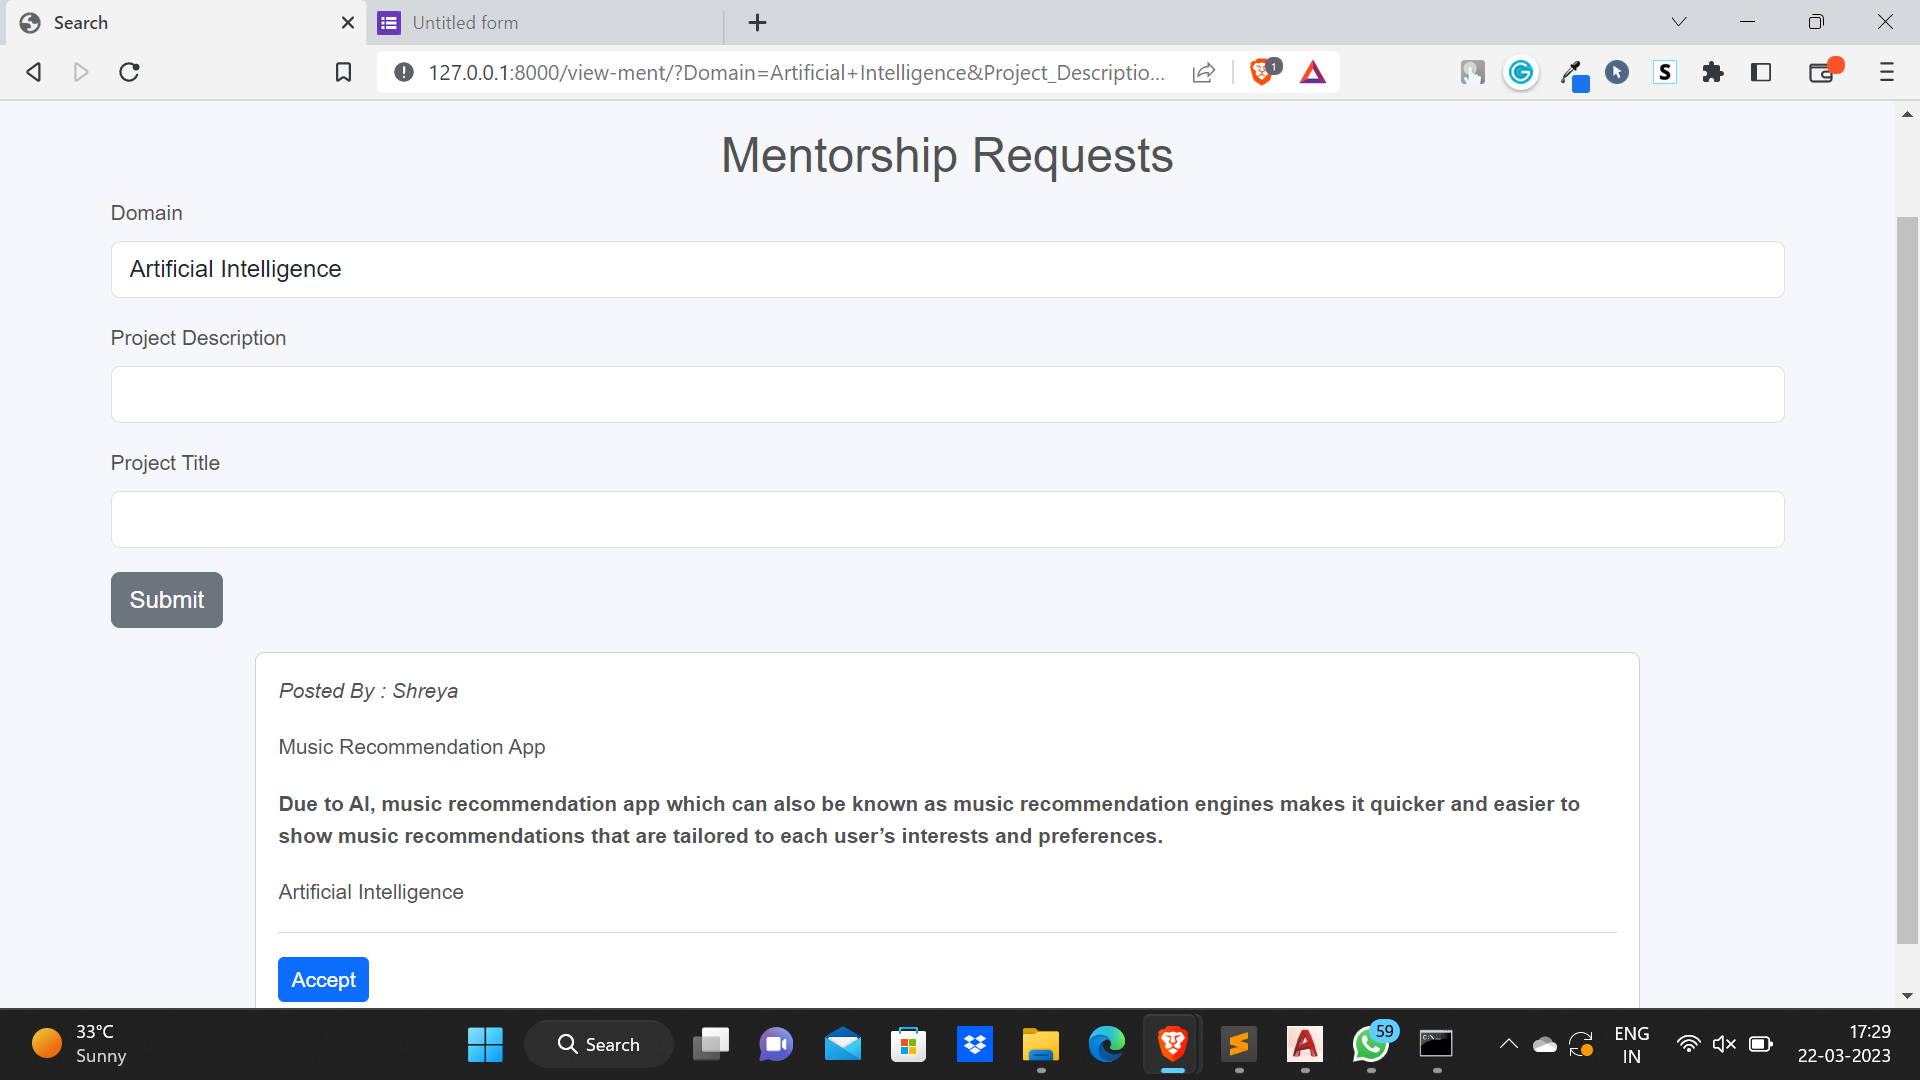 Search
Untitled form
127.0.0.1:8000/view-ment/?Domain=Artificial+Intelligence&Project_Descriptio...
1
S
Mentorship Requests
Domain
Artificial Intelligence
Project Description
Project Title
Submit
Posted By : Shreya
Music Recommendation App
Due to AI, music recommendation app which can also be known as music recommendation engines makes it quicker and easier to
show music recommendations that are tailored to each user’s interests and preferences.
Artificial Intelligence
Accept
33°C
Sunny
Search
59
ENG
IN
17:29
22-03-2023